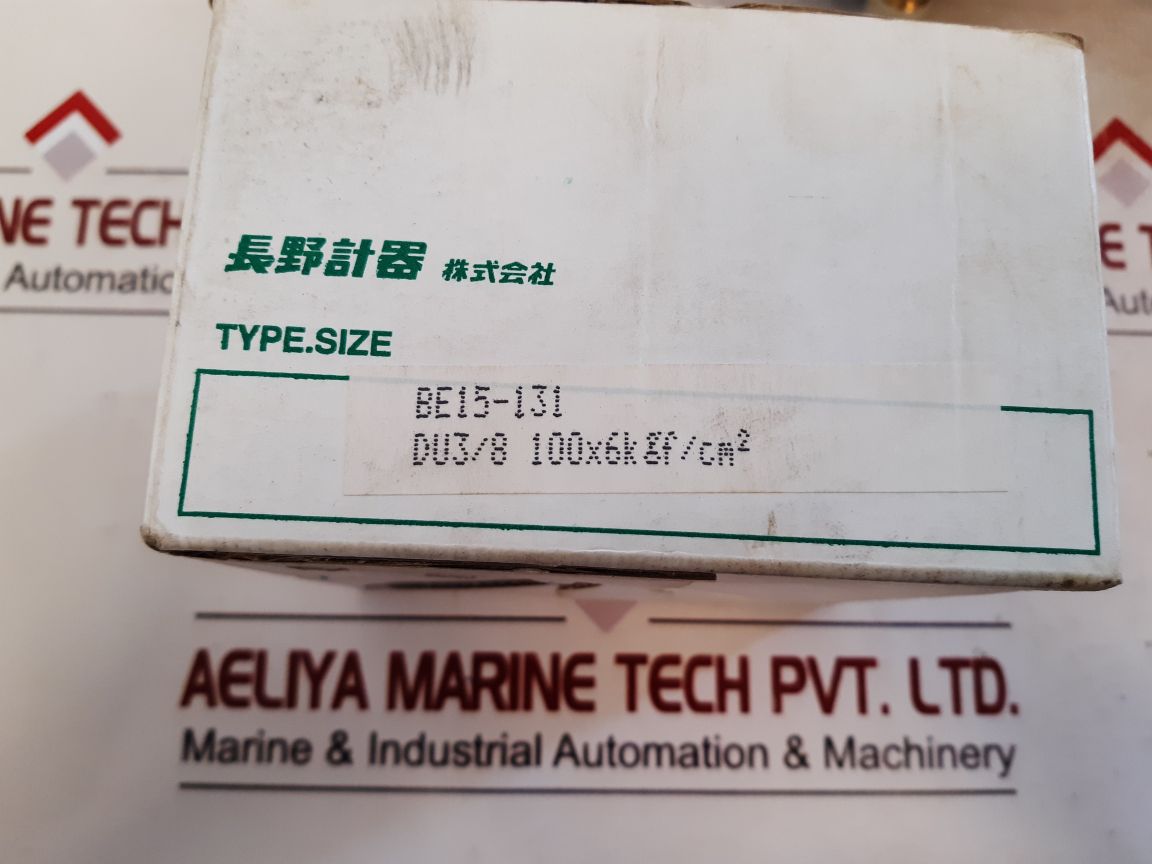 NE TECH
Automatic
長野計器 株式会社
TYPE.SIZE
BE15-131
DU3/8 100x6kgf/cm²
E T
Aut
AELIYA MARINE TECH PVT. LTD.
Marine & Industrial Automation & Machinery